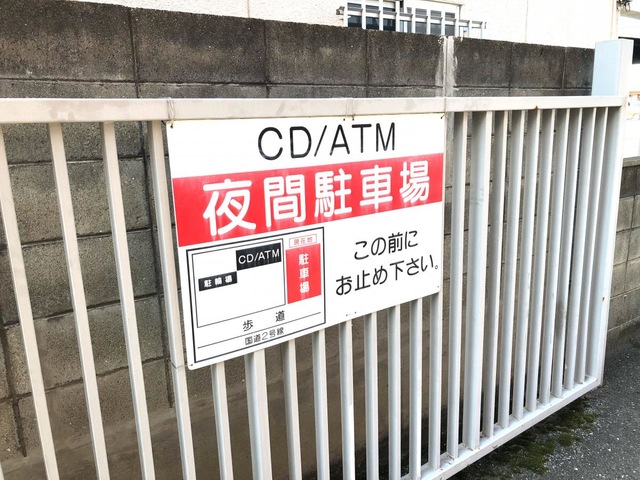 CD/ATM
夜間駐車場
この前に
お止め下さい。
現在地
CD/ATM
駐輪場
駐車場
歩道
国道2号線